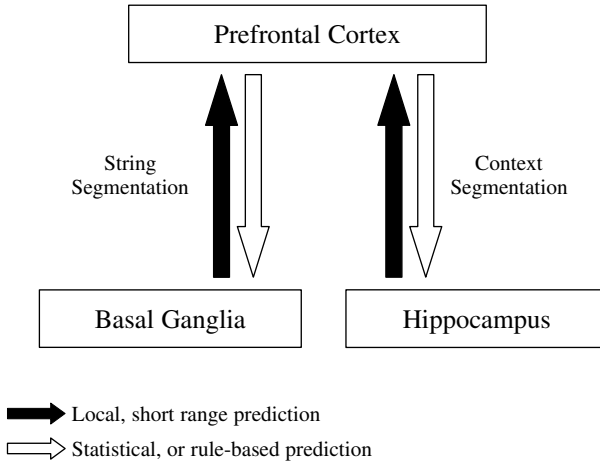 Prefrontal Cortex
String
Segmentation
Context
Segmentation
Basal Ganglia
Hippocampus
Local, short range prediction
Statistical, or rule-based prediction